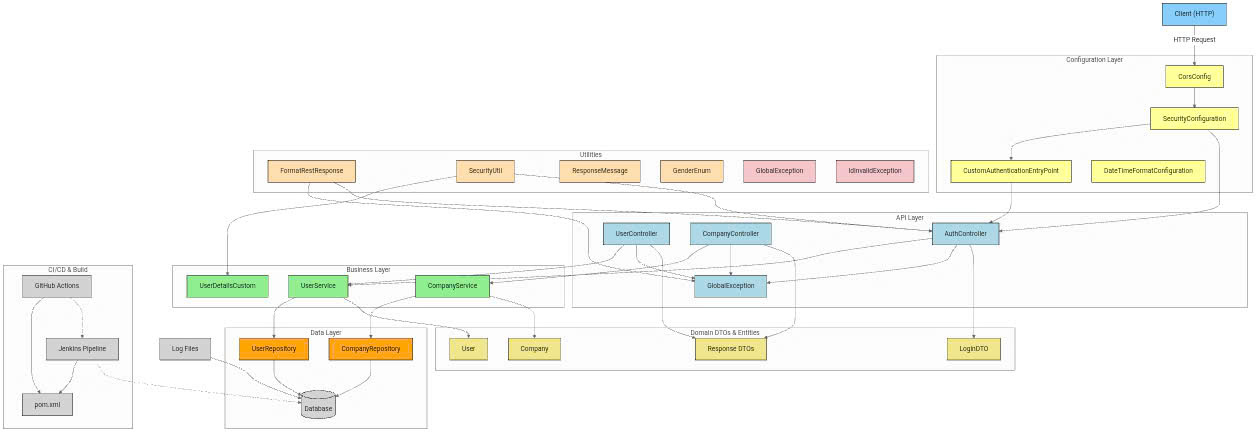 Client (HTTP)
HTTP Request
Configuration Layer
CorsConfig
SecurityConfiguration
CustomAuthenticationEntryPoint
DateTimeFormatConfiguration
Utilities
FormatRestResponse
SecurityUtil
ResponseMessage
GenderEnum
GlobalException
IdInvalidException
API Layer
UserController
CompanyController
AuthController
GlobalException
Business Layer
UserDetailsCustom
UserService
CompanyService
CI/CD & Build
GitHub Actions
Jenkins Pipeline
pom.xml
Log Files
Data Layer
UserRepository
CompanyRepository
Database
Domain DTOs & Entities
User
Company
Response DTOs
LoginDTO